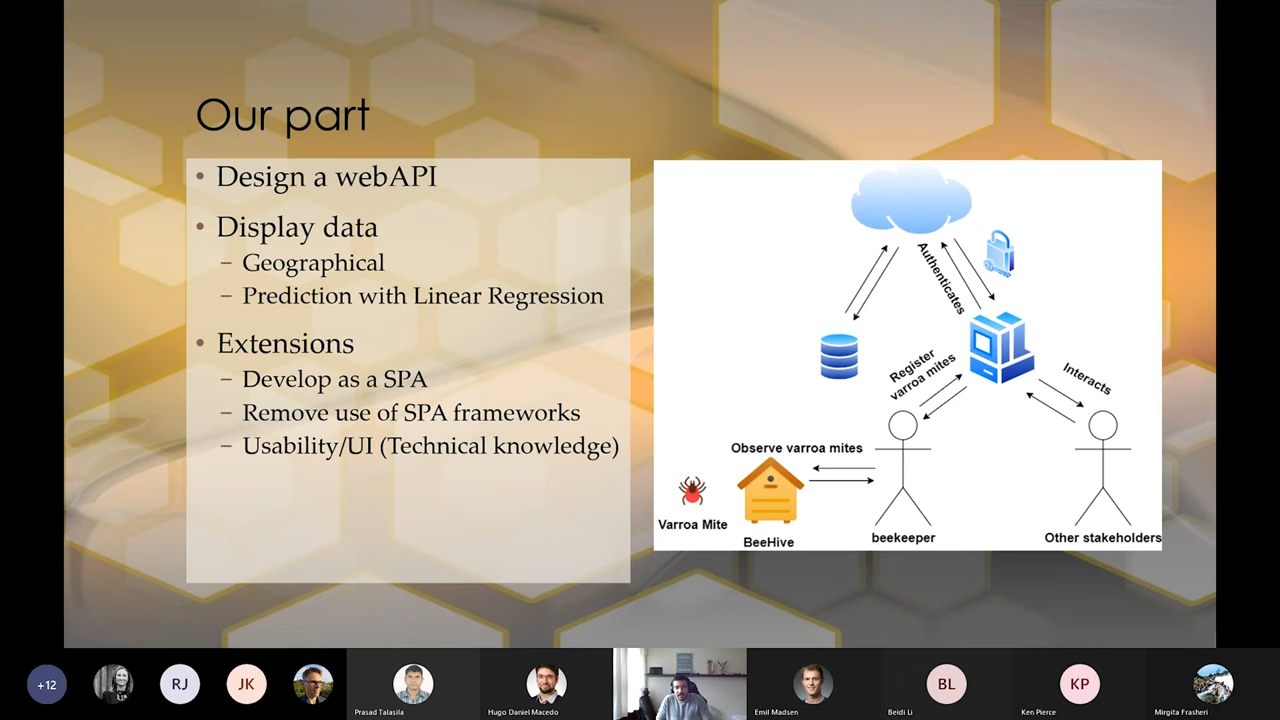 Our part
• Design a webAPI
• Display data
– Geographical
– Prediction with Linear Regression
• Extensions
– Develop as a SPA
– Remove use of SPA frameworks
– Usability/UI (Technical knowledge)
Authenticates
Register
varroa mites
Interacts
Observe varroa mites
Varroa Mite
BeeHive
beekeeper
Other stakeholders
+12
RJ
JK
Prasad Talasila
Hugo Daniel Macedo
Emil Madsen
BL
Beidi Li
KP
Ken Pierce
Mirgita Frasheri